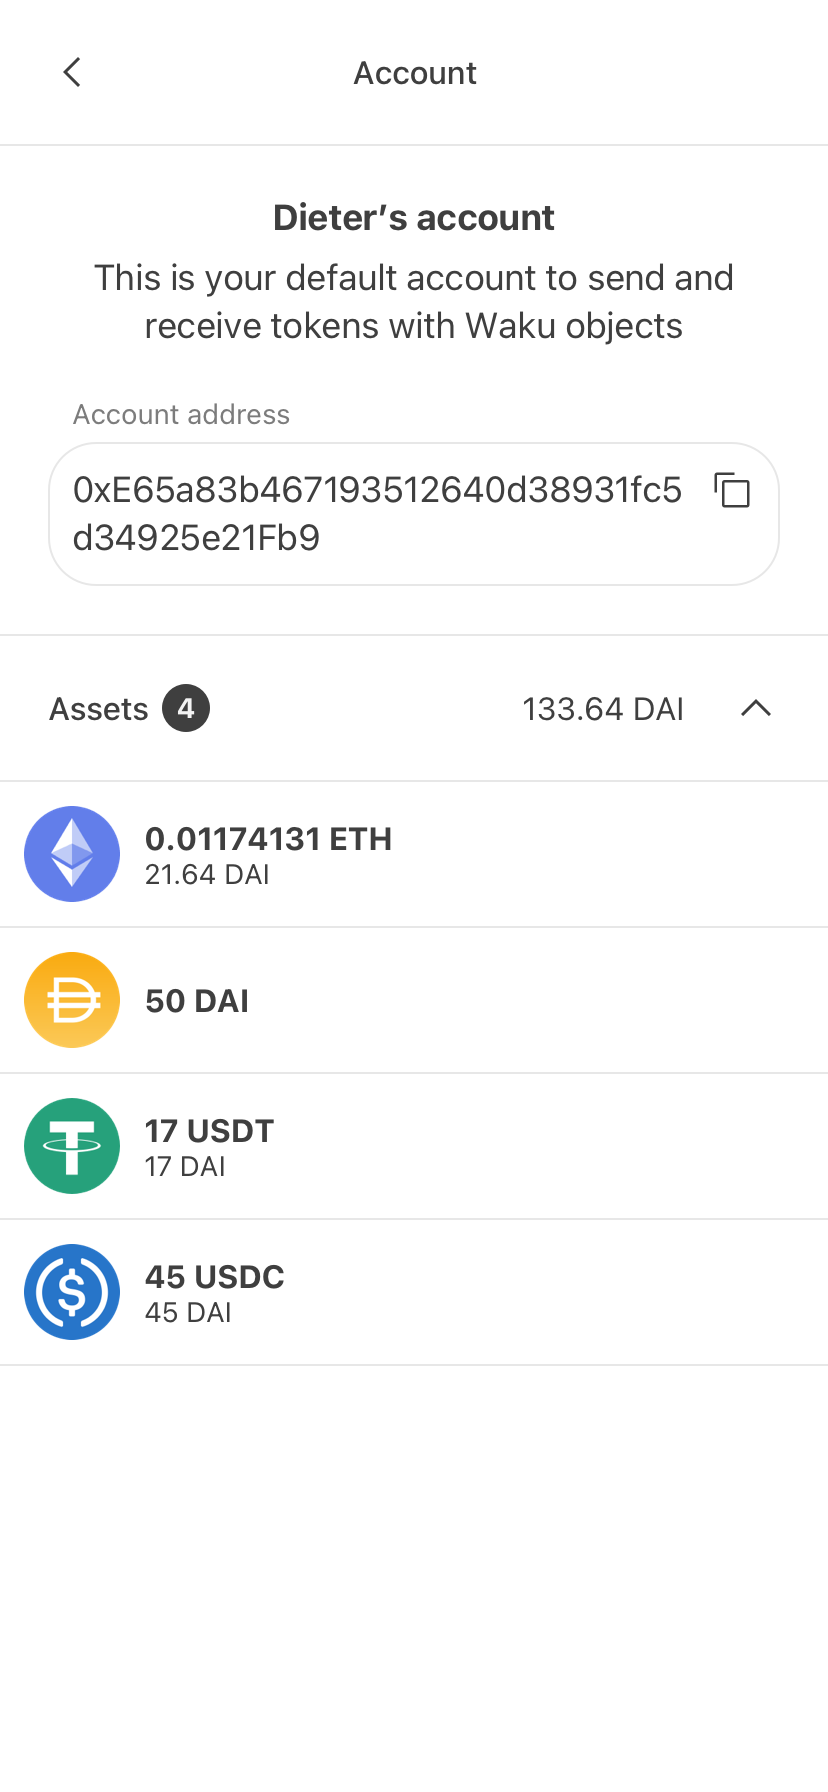 Account
Dieter’s account
This is your default account to send and
receive tokens with Waku objects
Account address
0xE65a83b467193512640d38931fc5
d34925e21Fb9
Assets 4 133.64 DAI
0.01174131 ETH
21.64 DAI
50 DAI
17 USDT
17 DAI
45 USDC
45 DAI